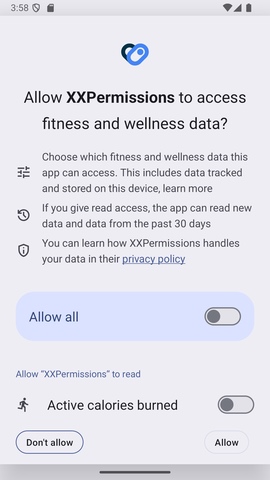 3:58
Allow XXPermissions to access
fitness and wellness data?
Choose which fitness and wellness data this
app can access. This includes data tracked
and stored on this device, learn more
If you give read access, the app can read new
data and data from the past 30 days
You can learn how XXPermissions handles
your data in their privacy policy
Allow all
Allow “XXPermissions” to read
Active calories burned
Don't allow
Allow